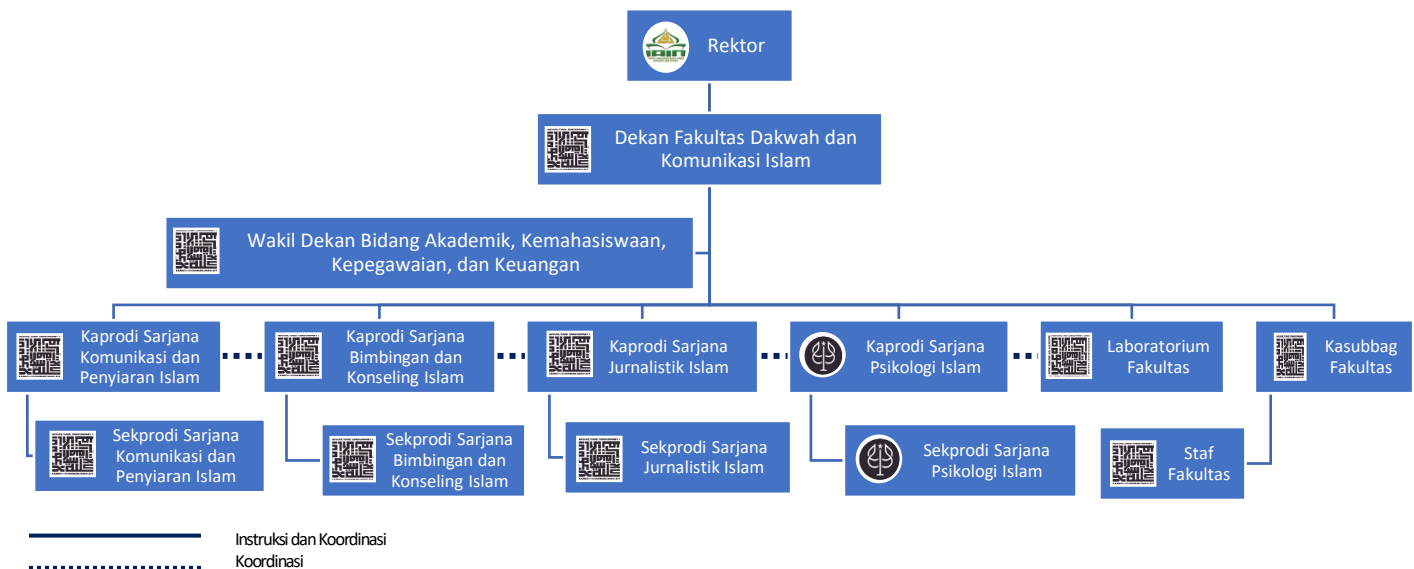 Rektor
Dekan Fakultas Dakwah dan
Komunikasi Islam
Wakil Dekan Bidang Akademik, Kemahasiswaan,
Kepegawaian, dan Keuangan
Kaprodi Sarjana
Komunikasi dan
Penyiaran Islam
Kaprodi Sarjana
Bimbingan dan
Konseling Islam
Kaprodi Sarjana
Jurnalistik Islam
Kaprodi Sarjana
Psikologi Islam
Laboratorium
Fakultas
Kasubbag
Fakultas
Sekprodi Sarjana
Komunikasi dan
Penyiaran Islam
Sekprodi Sarjana
Bimbingan dan
Konseling Islam
Sekprodi Sarjana
Jurnalistik Islam
Sekprodi Sarjana
Psikologi Islam
Staf
Fakultas
Instruksi dan Koordinasi
Koordinasi